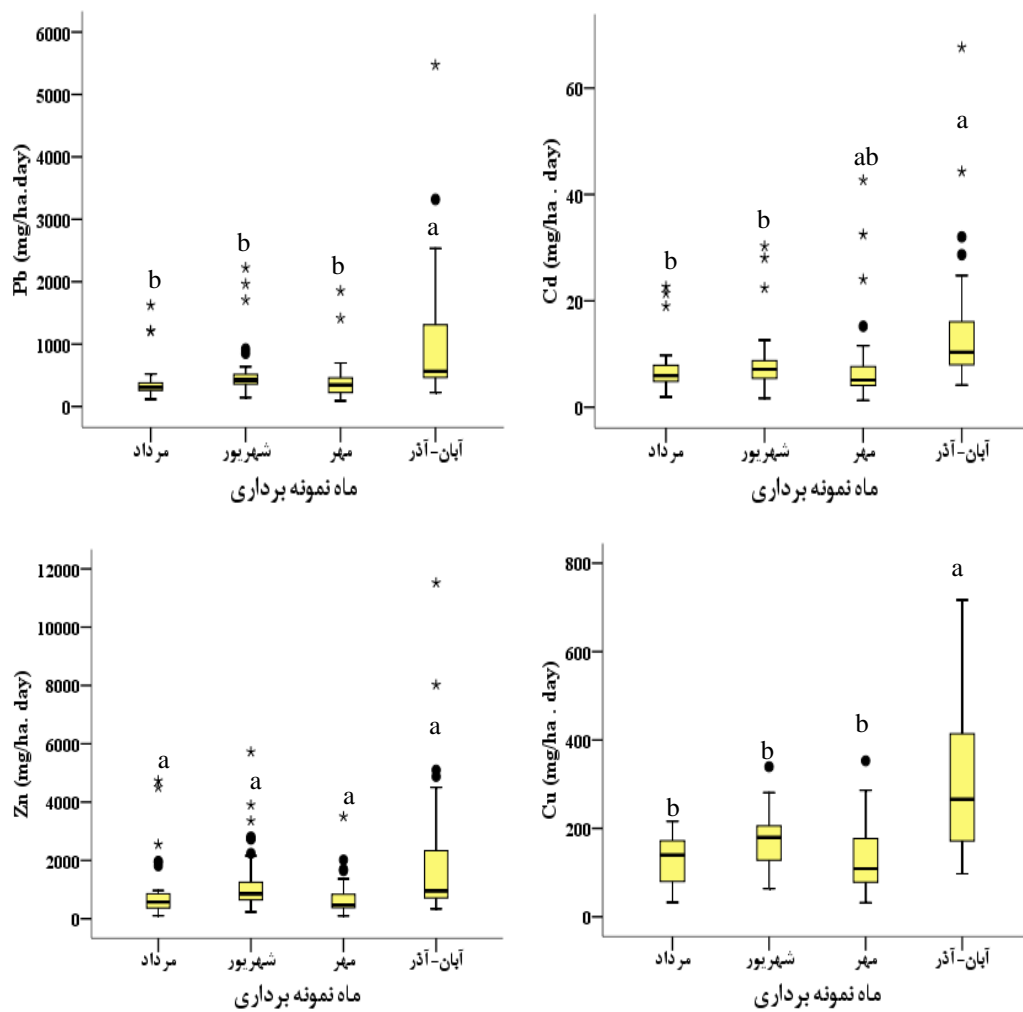 Pb (mg/ha.day)
6000
5000
4000
3000
2000
1000
0
b
b
b
a
مرداد
شهریور
مهر
آبان-آذر
ماه نمونه برداری
Cd (mg/ha . day)
60
40
20
0
b
b
ab
a
مرداد
شهریور
مهر
آبان-آذر
ماه نمونه برداری
Zn (mg/ha. day)
12000
10000
8000
6000
4000
2000
0
a
a
a
a
مرداد
شهریور
مهر
آبان-آذر
ماه نمونه برداری
Cu (mg/ha . day)
800
600
400
200
0
b
b
b
a
مرداد
شهریور
مهر
آبان-آذر
ماه نمونه برداری